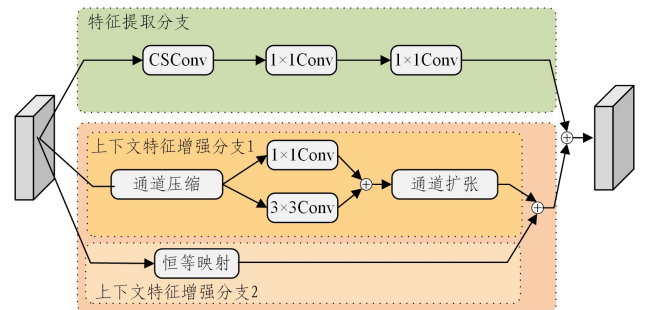 特征提取分支
CSConv
1×1Conv
1×1Conv
上下文特征增强分支1
1×1Conv
通道压缩
通道扩张
3×3Conv
恒等映射
上下文特征增强分支2